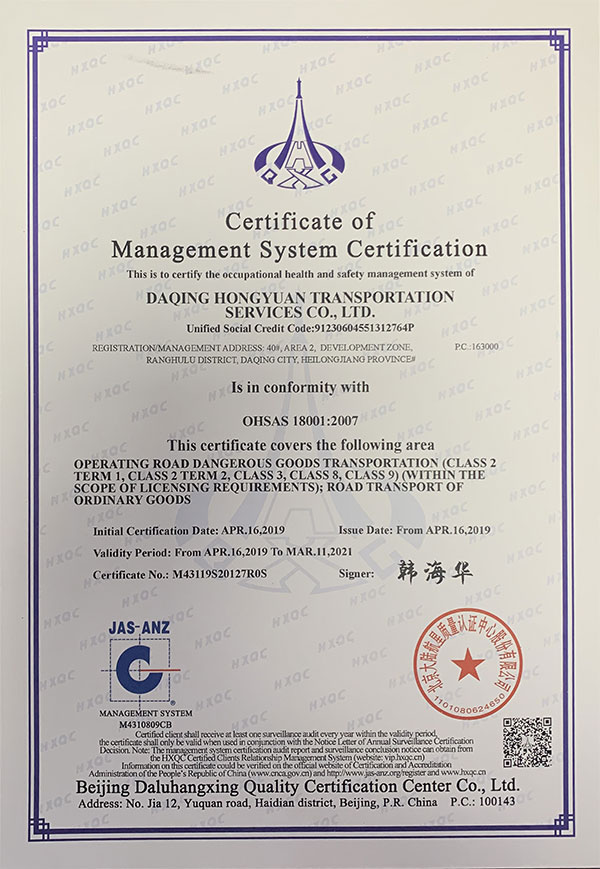 QXC
Certificate of
Management System Certification
This is to certify the occupational health and safety management system of
DAQING HONGYUAN TRANSPORTATION
SERVICES CO., LTD.
Unified Social Credit Code:91230604551312764P
REGISTRATION/MANAGEMENT ADDRESS: 40#, AREA 2, DEVELOPMENT ZONE, P.C.:163000
RANGHULU DISTRICT, DAQING CITY, HEILONGJIANG PROVINCE#
Is in conformity with
OHSAS 18001:2007
This certificate covers the following area
OPERATING ROAD DANGEROUS GOODS TRANSPORTATION (CLASS 2
TERM 1, CLASS 2 TERM 2, CLASS 3, CLASS 8, CLASS 9) (WITHIN THE
SCOPE OF LICENSING REQUIREMENTS); ROAD TRANSPORT OF
ORDINARY GOODS
Initial Certification Date: APR.16,2019 Issue Date: From APR.16,2019
Validity Period: From APR.16,2019 To MAR.11,2021
Certificate No.: M43119S20127R0S Signer: 韩海华
JAS-ANZ
C
®
MANAGEMENT SYSTEM
M4310809CB
北京大陆航星质量认证中心股份有限公司
1101080624650
Certified client shall receive at least one surveillance audit every year within the validity period,
the certificate shall only be valid when used in conjunction with the Notice Letter of Annual Surveillance Certification
Decision. Note: The management system certification audit report and surveillance conclusion notice can obtain from
the HXQC Certified Clients Relationship Management System (website: vip.hxqc.cn)
Information on this certificate could be verified on the official website of Certification and Accreditation
Administration of the People's Republic of China (www.cnca.gov.cn) and http://www.jas-anz.org/register and www.hxqc.cn
Beijing Daluhangxing Quality Certification Center Co., Ltd.
Address: No. Jia 12, Yuquan road, Haidian district, Beijing, P.R. China P.C.: 100143
HXQC